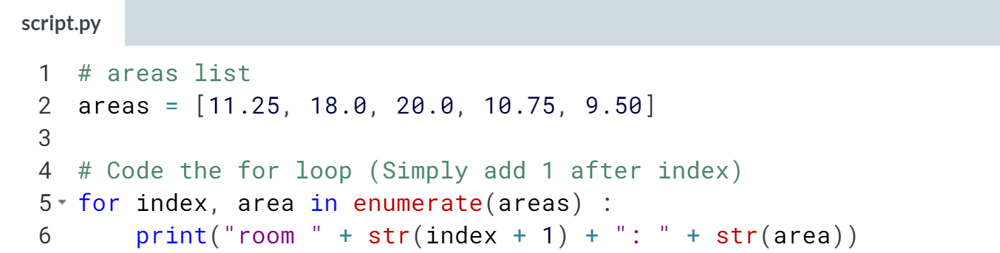 script.py
1 # areas list
2 areas = [11.25, 18.0, 20.0, 10.75, 9.50]
3
4 # Code the for loop (Simply add 1 after index)
5 for index, area in enumerate(areas) :
6     print("room " + str(index + 1) + ": " + str(area))